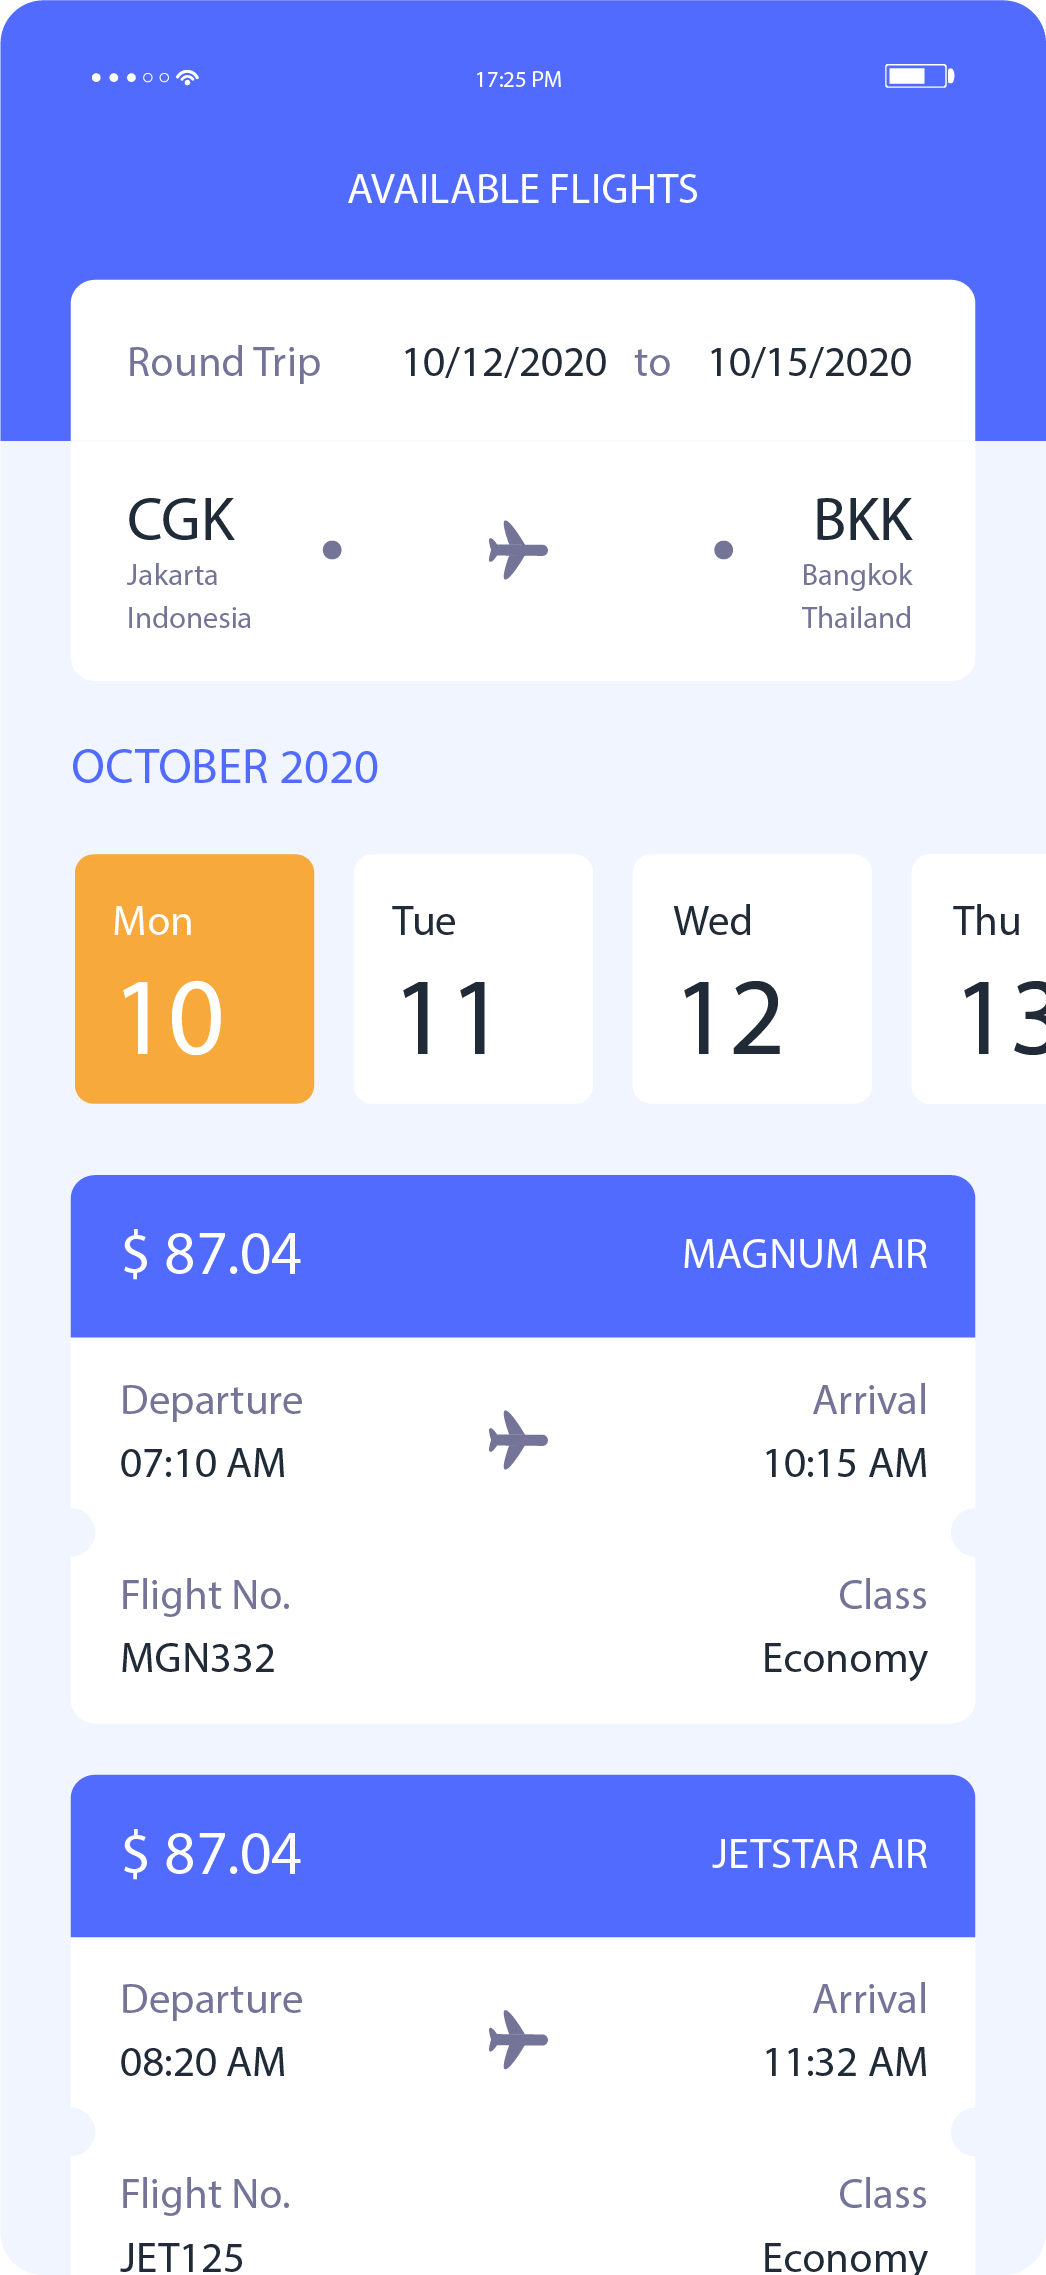 17:25 PM
AVAILABLE FLIGHTS
Round Trip 10/12/2020 to 10/15/2020
CGK BKK
Jakarta Bangkok
Indonesia Thailand
OCTOBER 2020
Mon Tue Wed Thu
10 11 12 13
$ 87.04 MAGNUM AIR
Departure Arrival
07:10 AM 10:15 AM
Flight No. Class
MGN332 Economy
$ 87.04 JETSTAR AIR
Departure Arrival
08:20 AM 11:32 AM
Flight No. Class
JET125 Economy